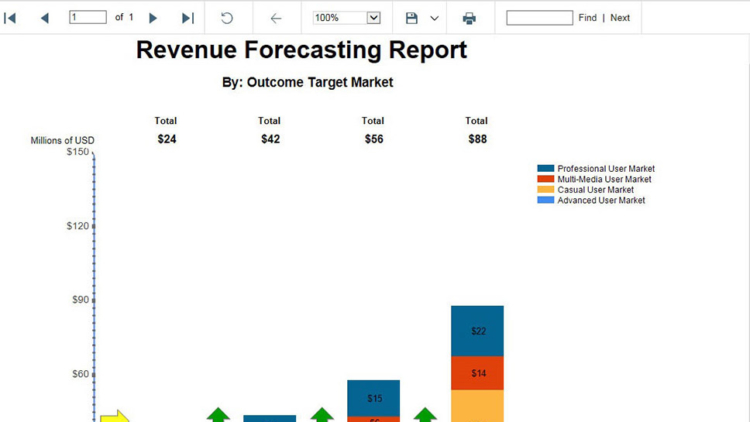 1 of 1 100% Find | Next
Revenue Forecasting Report
By: Outcome Target Market
Total Total Total Total
Millions of USD $24 $42 $56 $88
$150
Professional User Market
Multi-Media User Market
Casual User Market
Advanced User Market
$120
$90
$22
$60 $14
$15